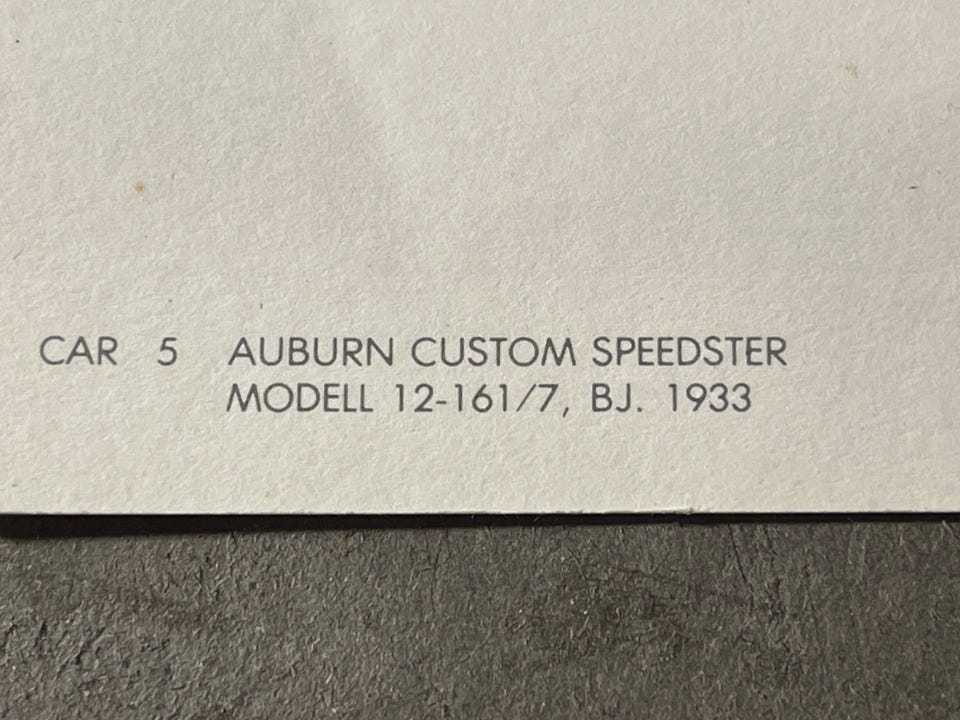 CAR 5 AUBURN CUSTOM SPEEDSTER
MODELL 12-161/7, BJ. 1933